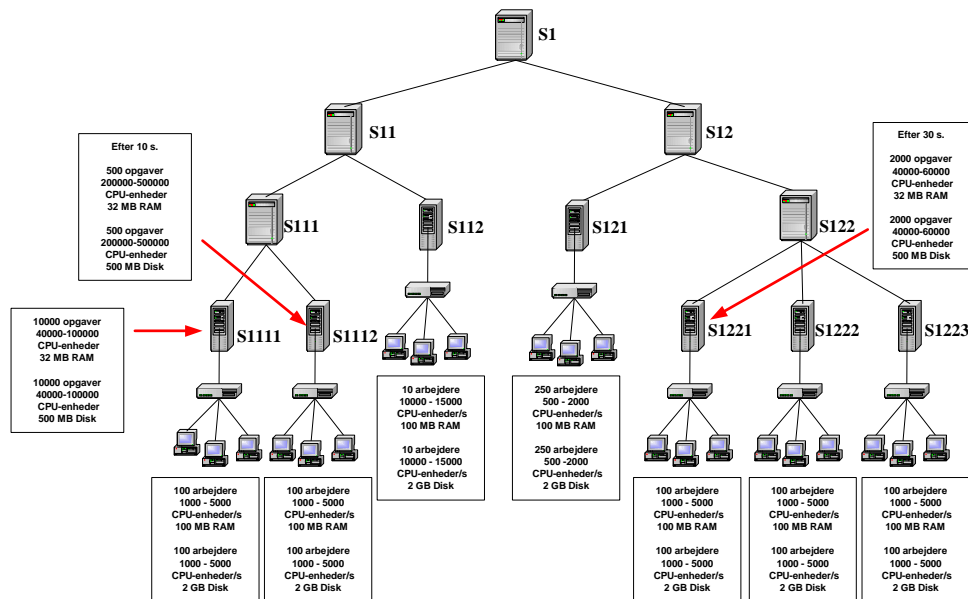 S1
S11
S12
Efter 10 s.
500 opgaver
200000-500000
CPU-enheder
32 MB RAM
500 opgaver
200000-500000
CPU-enheder
500 MB Disk
Efter 30 s.
2000 opgaver
40000-60000
CPU-enheder
32 MB RAM
2000 opgaver
40000-60000
CPU-enheder
500 MB Disk
S111
S112
S121
S122
10000 opgaver
40000-100000
CPU-enheder
32 MB RAM
10000 opgaver
40000-100000
CPU-enheder
500 MB Disk
S1111
S1112
S1221
S1222
S1223
10 arbejdere
10000 - 15000
CPU-enheder/s
100 MB RAM
10 arbejdere
10000 - 15000
CPU-enheder/s
2 GB Disk
250 arbejdere
500 - 2000
CPU-enheder/s
100 MB RAM
250 arbejdere
500 -2000
CPU-enheder/s
2 GB Disk
100 arbejdere
1000 - 5000
CPU-enheder/s
100 MB RAM
100 arbejdere
1000 - 5000
CPU-enheder/s
2 GB Disk
100 arbejdere
1000 - 5000
CPU-enheder/s
100 MB RAM
100 arbejdere
1000 - 5000
CPU-enheder/s
2 GB Disk
100 arbejdere
1000 - 5000
CPU-enheder/s
100 MB RAM
100 arbejdere
1000 - 5000
CPU-enheder/s
2 GB Disk
100 arbejdere
1000 - 5000
CPU-enheder/s
100 MB RAM
100 arbejdere
1000 - 5000
CPU-enheder/s
2 GB Disk
100 arbejdere
1000 - 5000
CPU-enheder/s
100 MB RAM
100 arbejdere
1000 - 5000
CPU-enheder/s
2 GB Disk